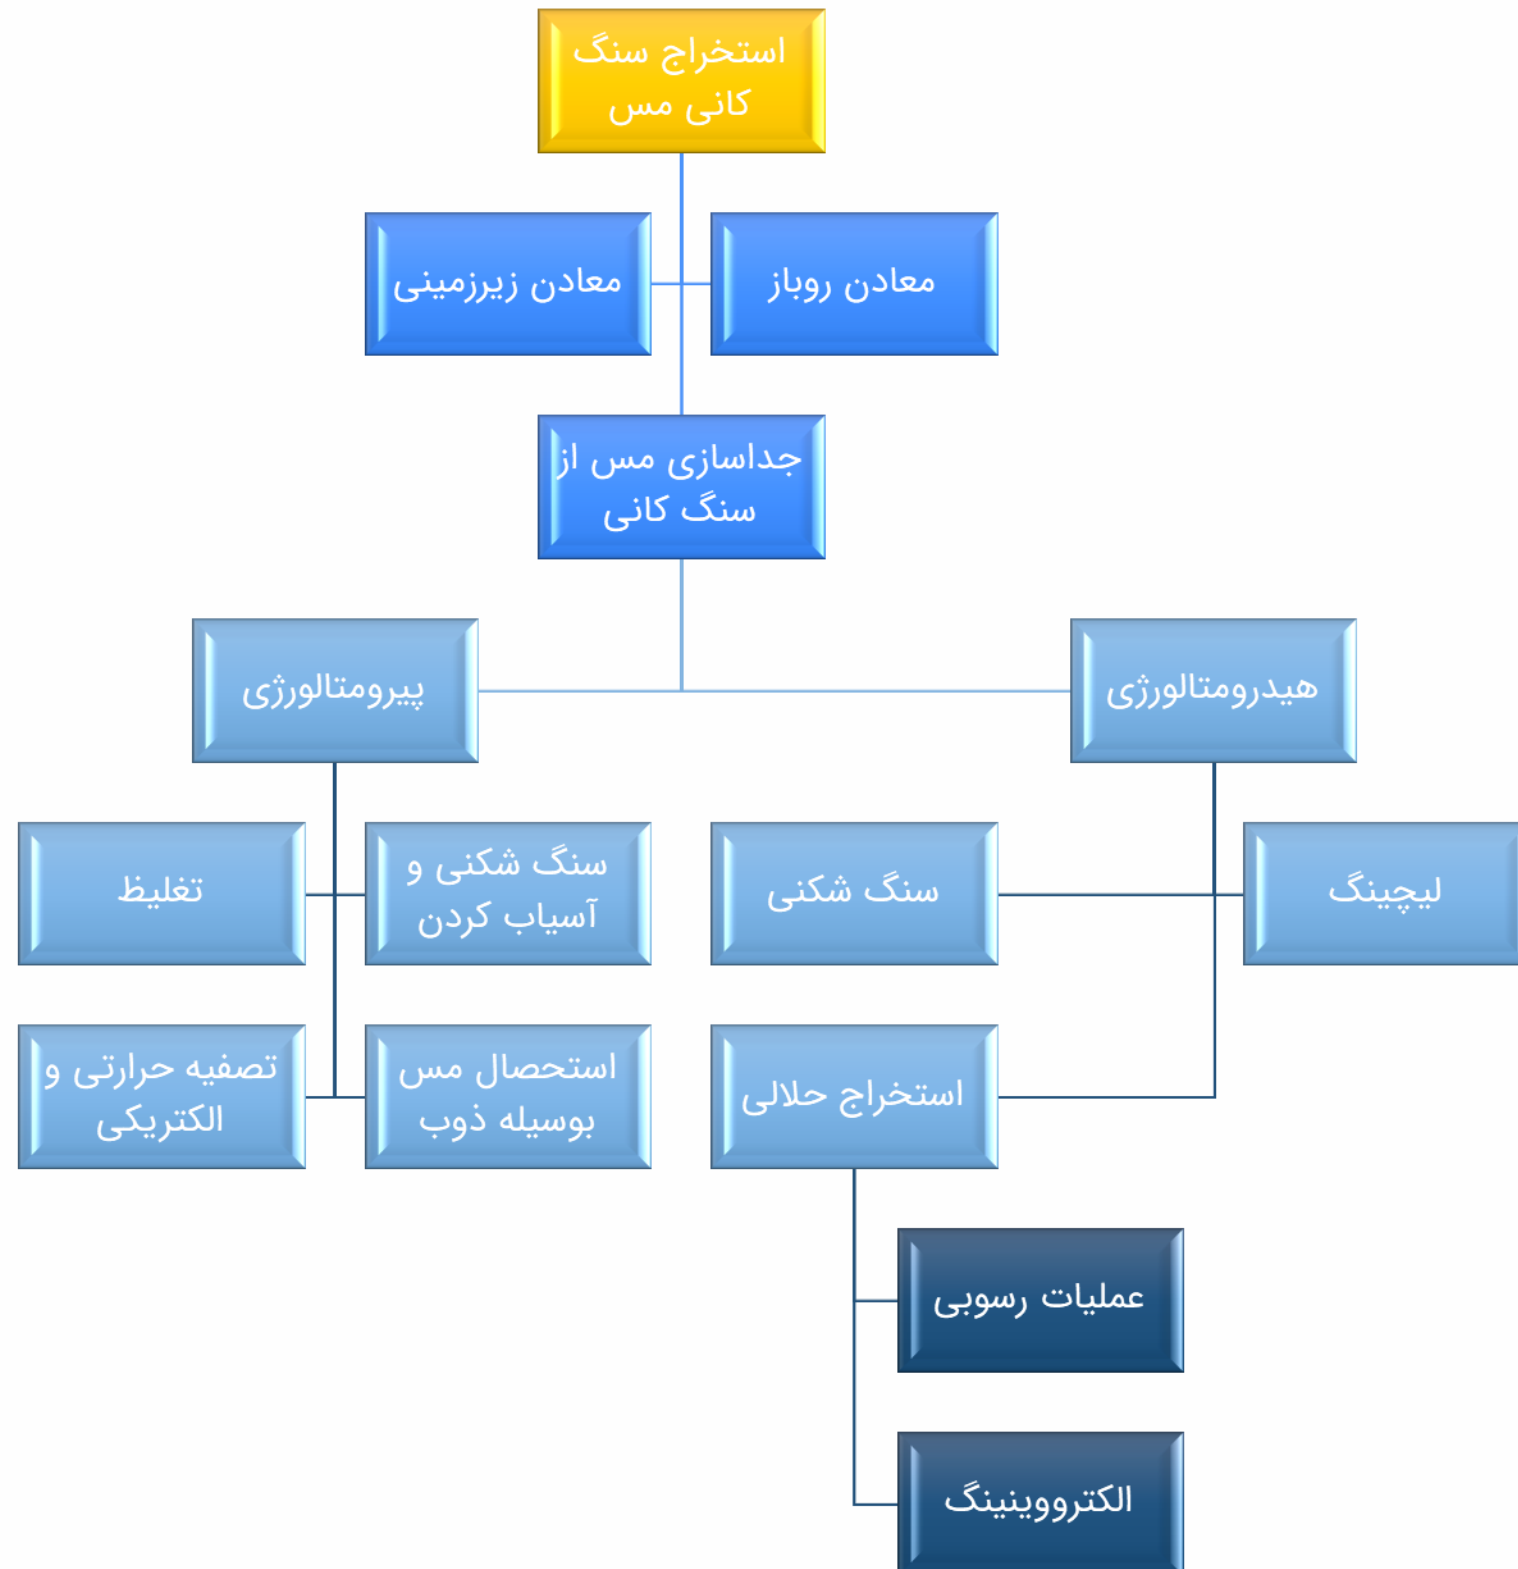 استخراج سنگ
کانی مس
معادن روباز
معادن زیرزمینی
جداسازی مس از
سنگ کانی
هیدرومتالورژی
پیرومتالورژی
لیچینگ
سنگ شکنی
سنگ شکنی و
آسیاب کردن
تغلیظ
استخراج حلالی
استحصال مس
بوسیله ذوب
تصفیه حرارتی و
الکتریکی
عملیات رسوبی
الکترووینینگ